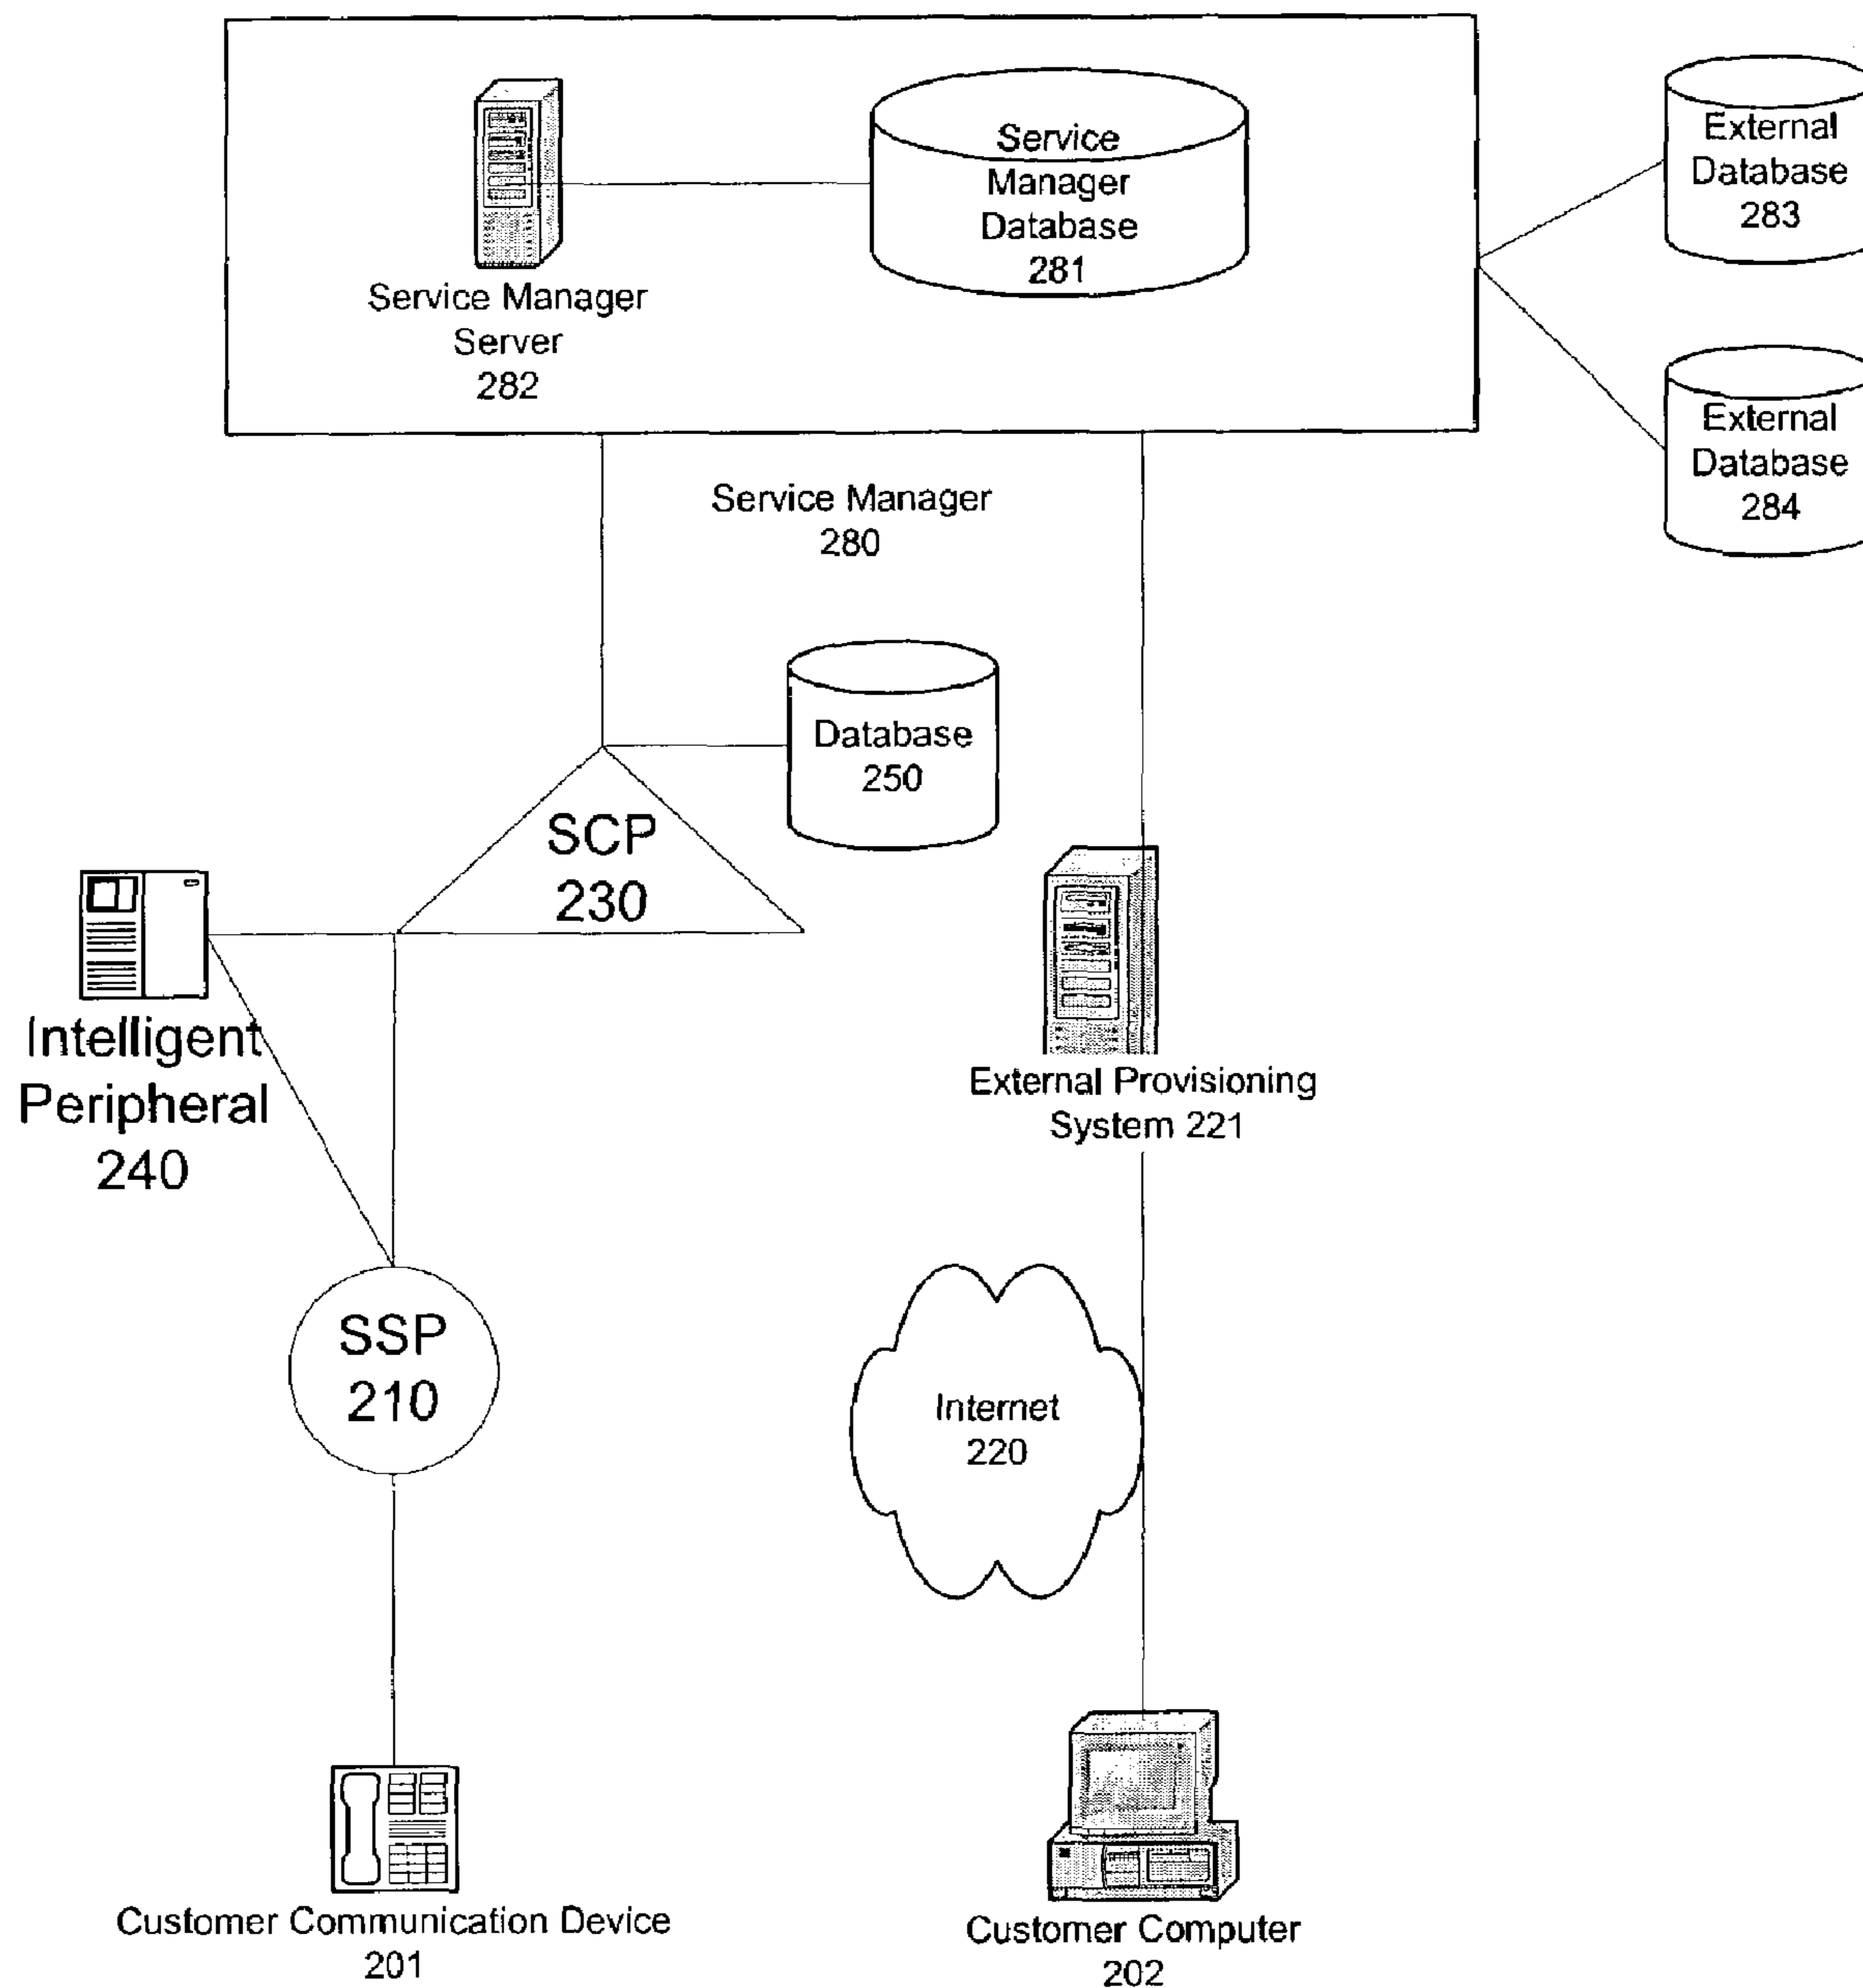 Service
Manager
Database
281
Service Manager
Server
282
External
Database
283
External
Database
284
Service Manager
280
Database
250
SCP
230
Intelligent
Peripheral
240
External Provisioning
System 221
SSP
210
Internet
220
Customer Communication Device
201
Customer Computer
202